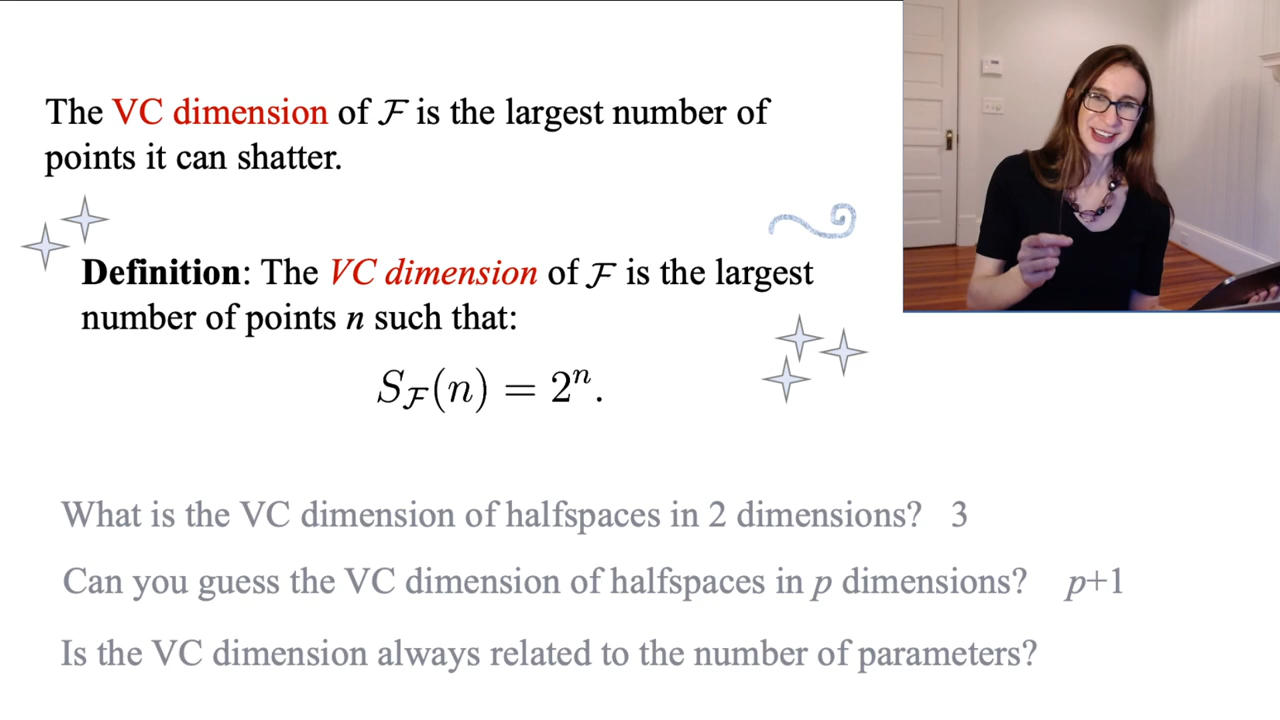 The VC dimension of ℱ is the largest number of
points it can shatter.
Definition: The VC dimension of ℱ is the largest
number of points n such that:
S_ℱ(n) = 2ⁿ.
What is the VC dimension of halfspaces in 2 dimensions? 3
Can you guess the VC dimension of halfspaces in p dimensions? p+1
Is the VC dimension always related to the number of parameters?